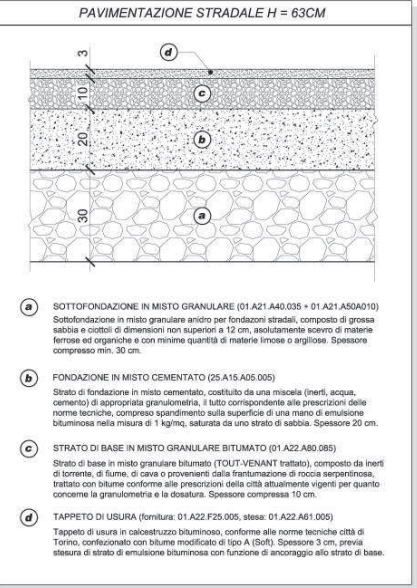 PAVIMENTAZIONE STRADALE H = 63CM
3
d
10
c
20
b
30
a
a SOTTOFONDAZIONE IN MISTO GRANULARE (01.A21.A40.035 + 01.A21.A50A010)
Sottofondazione in misto granulare anidro per fondazoni stradali, composto di grossa
sabbia e ciottoli di dimensioni non superiori a 12 cm, asolutamente scevro di materie
ferrose ed organiche e con minime quantità di materie limose o argillose. Spessore
compresso min. 30 cm.
b FONDAZIONE IN MISTO CEMENTATO (25.A15.A05.005)
Strato di fondazione in misto cementato, costituito da una miscela (inerti, acqua,
cemento) di appropriata granulometria, il tutto corrispondente alle prescrizioni delle
norme tecniche, compreso spandimento sulla superficie di una mano di emulsione
bituminosa nella misura di 1 kg/mq, saturata da uno strato di sabbia. Spessore 20 cm.
c STRATO DI BASE IN MISTO GRANULARE BITUMATO (01.A22.A80.085)
Strato di base in misto granulare bitumato (TOUT-VENANT trattato), composto da inerti
di torrente, di fiume, di cava o provenienti dalla frantumazione di roccia serpentinosa,
trattato con bitume conforme alle prescrizioni della città attualmente vigenti per quanto
concerne la granulometria e la dosatura. Spessore compressa 10 cm.
d TAPPETO DI USURA (fornitura: 01.A22.F25.005, stesa: 01.A22.A61.005)
Tappeto di usura in calcestruzzo bituminoso, conforme alle norme tecniche città di
Torino, confezionato con bitume modificato di tipo A (Soft). Spessore 3 cm, previa
stesura di strato di emulsione bituminosa con funzione di ancoraggio allo strato di base.